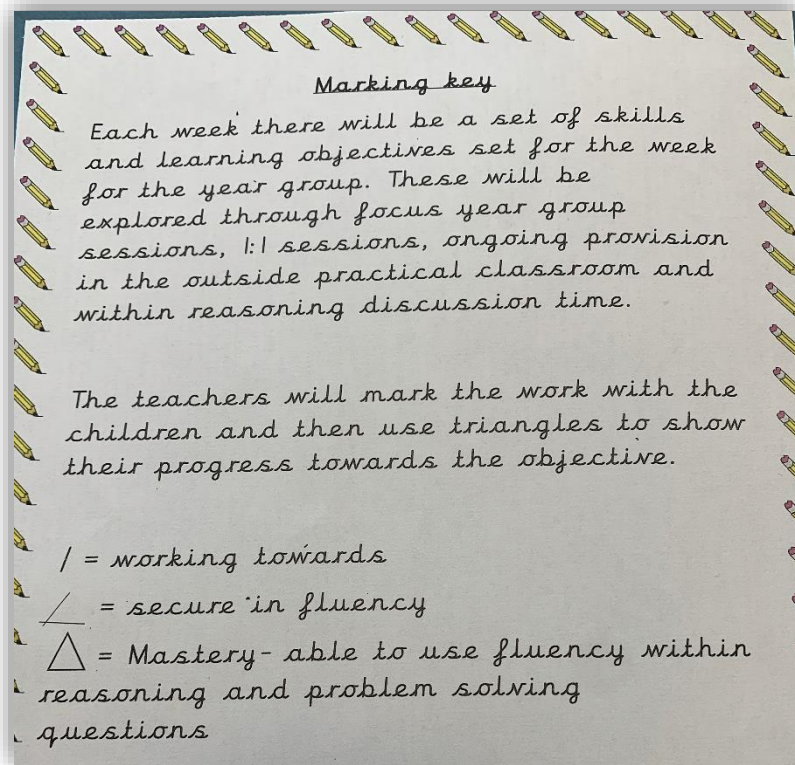 Marking key
Each week there will be a set of skills
and learning objectives set for the week
for the year group. These will be
explored through focus year group
sessions, 1:1 sessions, ongoing provision
in the outside practical classroom and
within reasoning discussion time.
The teachers will mark the work with the
children and then use triangles to show
their progress towards the objective.
/ = working towards
∠ = secure in fluency
△ = Mastery- able to use fluency within
reasoning and problem solving
questions